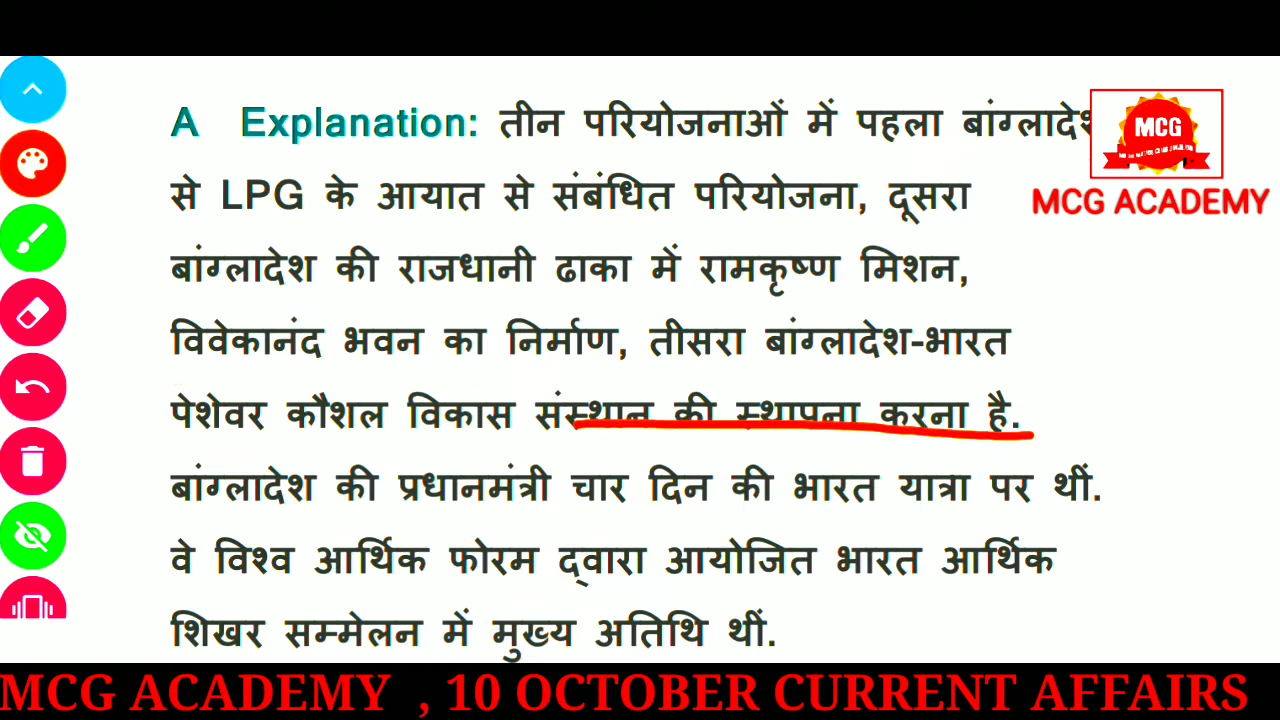 A Explanation: तीन परियोजनाओं में पहला बांग्लादेश
से LPG के आयात से संबंधित परियोजना, दूसरा
बांग्लादेश की राजधानी ढाका में रामकृष्ण मिशन,
विवेकानंद भवन का निर्माण, तीसरा बांग्लादेश-भारत
पेशेवर कौशल विकास संस्थान की स्थापना करना है.
बांग्लादेश की प्रधानमंत्री चार दिन की भारत यात्रा पर थीं.
वे विश्व आर्थिक फोरम द्वारा आयोजित भारत आर्थिक
शिखर सम्मेलन में मुख्य अतिथि थीं.
MCG
MCG ACADEMY
MCG ACADEMY , 10 OCTOBER CURRENT AFFAIRS